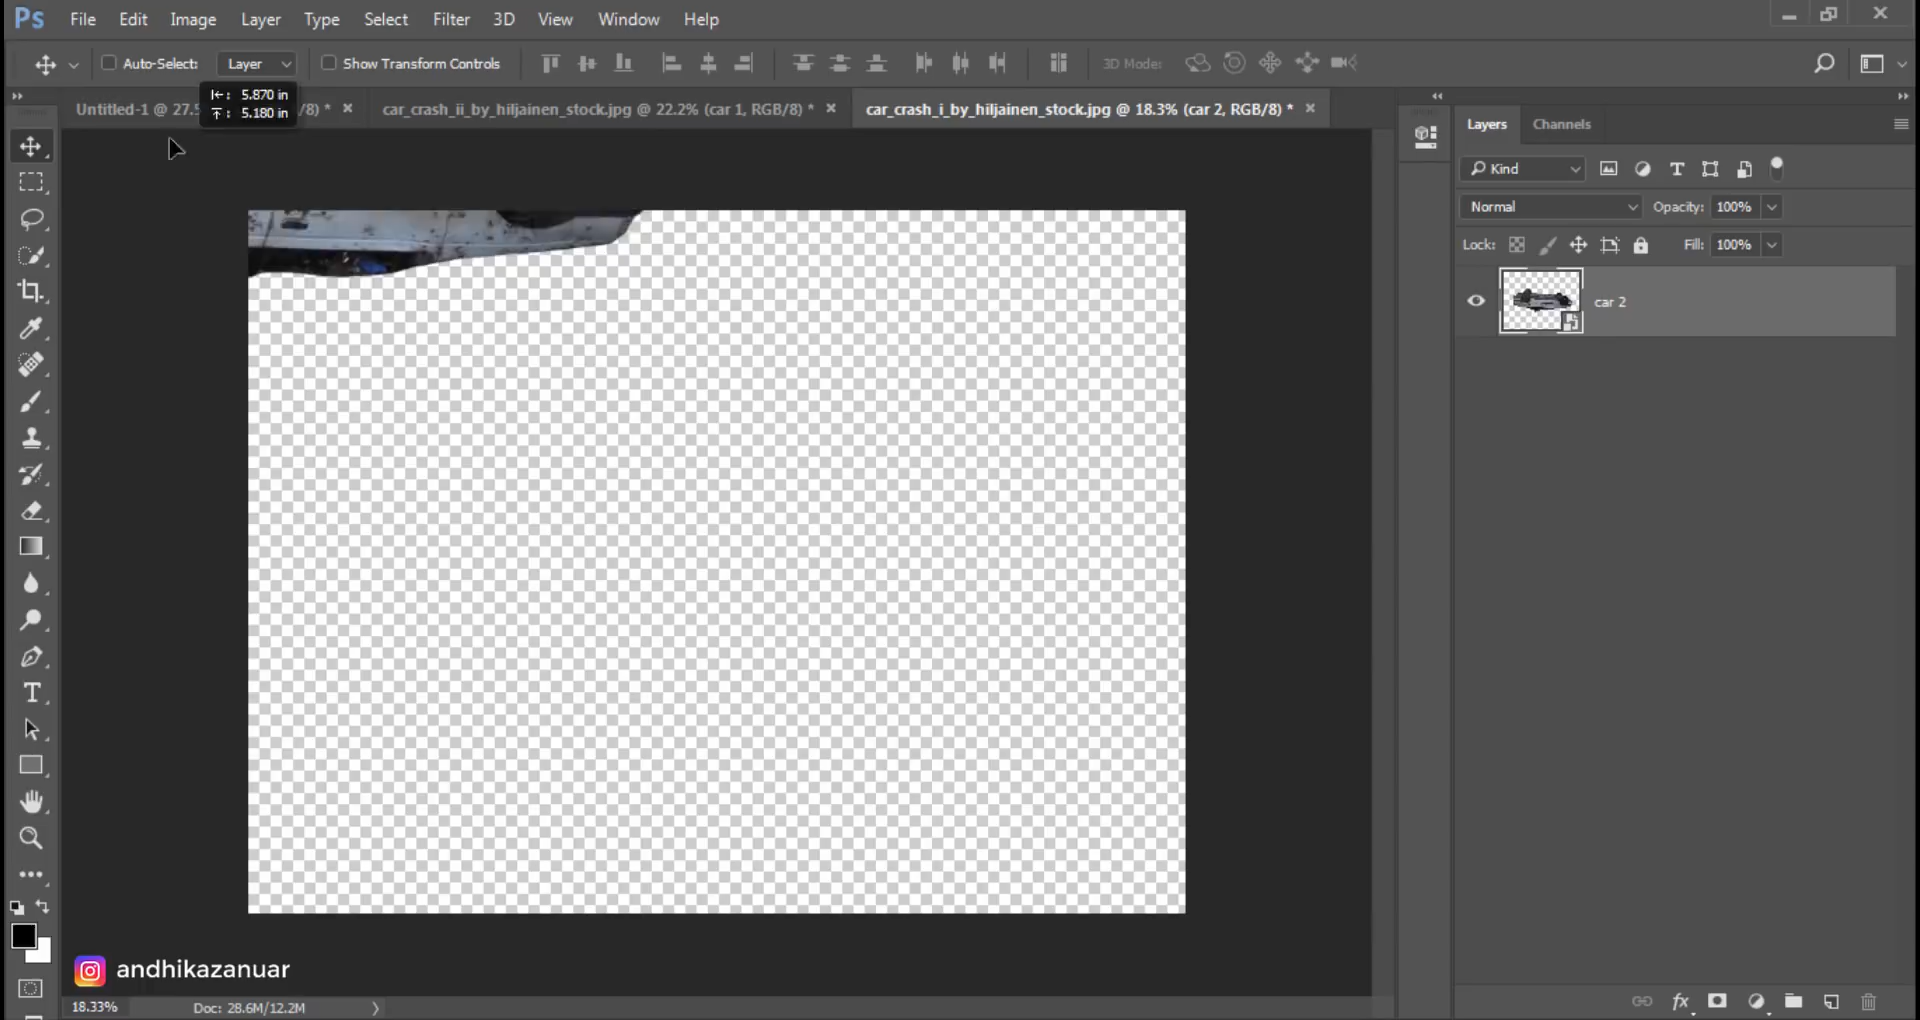 Ps File Edit Image Layer Type Select Filter 3D View Window Help
Auto-Select: Layer Show Transform Controls 3D Mode:
5.870 in
5.180 in
Untitled-1 @ 27.5 /8) * × car_crash_ii_by_hiljainen_stock.jpg @ 22.2% (car 1, RGB/8) * × car_crash_i_by_hiljainen_stock.jpg @ 18.3% (car 2, RGB/8) * ×
Layers Channels
Kind
Normal Opacity: 100%
Lock: Fill: 100%
car 2
andhikazanuar
18.33% Doc: 28.6M/12.2M